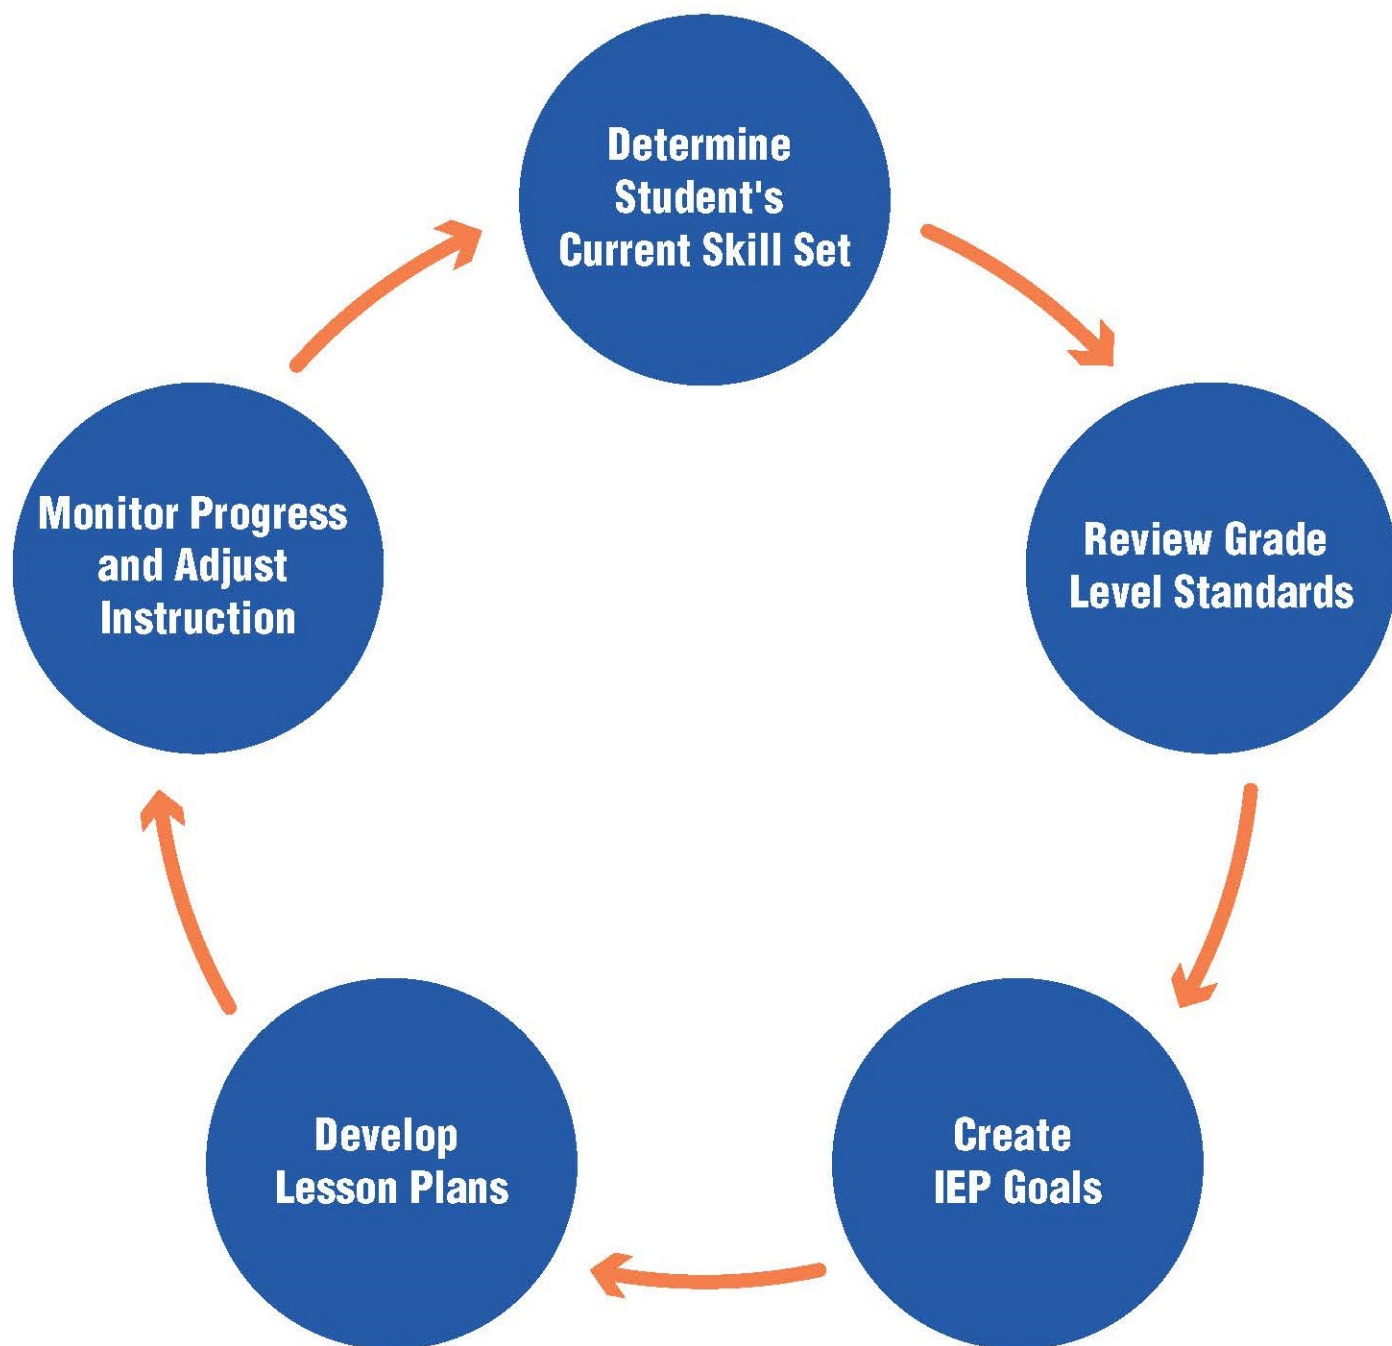 Determine
Student's
Current Skill Set
Review Grade
Level Standards
Create
IEP Goals
Develop
Lesson Plans
Monitor Progress
and Adjust
Instruction